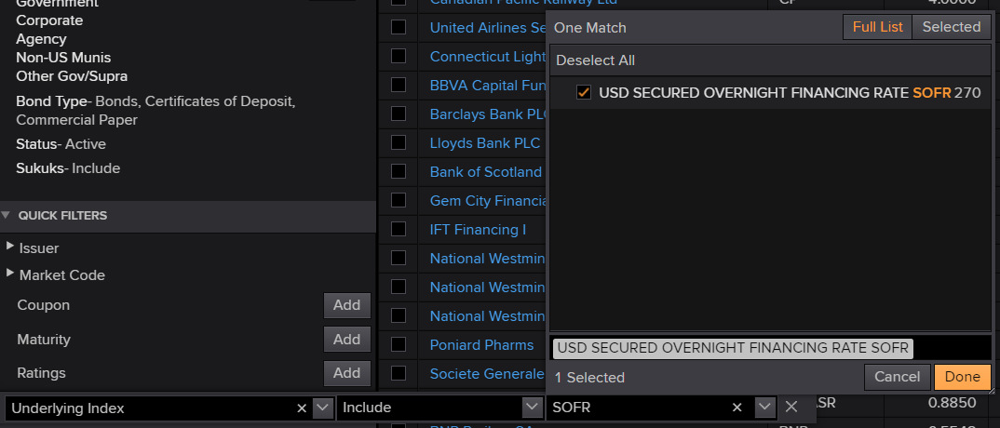 Government
Corporate
Agency
Non-US Munis
Other Gov/Supra
Bond Type- Bonds, Certificates of Deposit,
Commercial Paper
Status- Active
Sukuks- Include
QUICK FILTERS
Issuer
Market Code
Coupon Add
Maturity Add
Ratings Add
Canadian Pacific Railway Ltd CP
United Airlines Se
Connecticut Light
BBVA Capital Fun
Barclays Bank PL
Lloyds Bank PLC
Bank of Scotland
Gem City Financia
IFT Financing I
National Westmin
National Westmin
National Westmin
Poniard Pharms
Societe Generale
One Match Full List Selected
Deselect All
USD SECURED OVERNIGHT FINANCING RATE SOFR 270
USD SECURED OVERNIGHT FINANCING RATE SOFR
1 Selected Cancel Done
Underlying Index Include SOFR
SR 0.8850